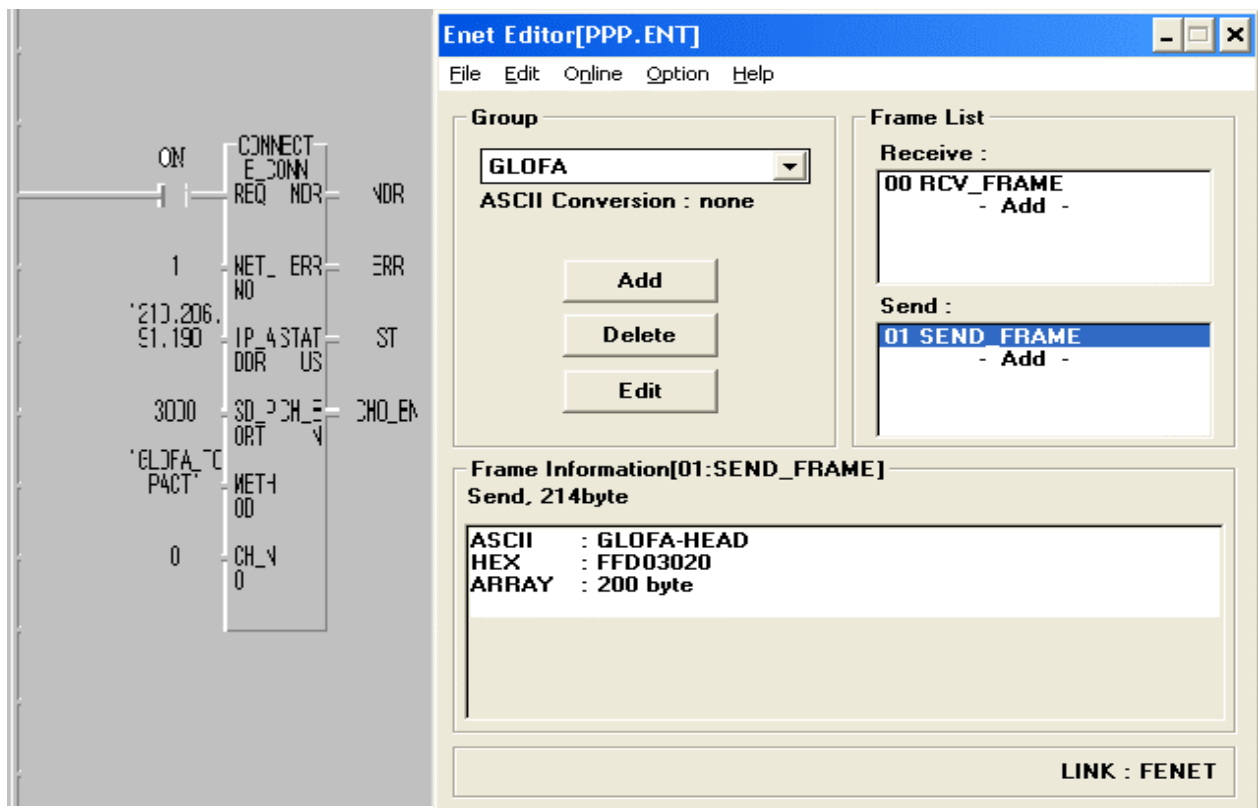 ON
CONNECT
E_CONN
REQ NDR NDR
1 NET_ ERR ERR
NO
'210.206.
91.190 IP_A STAT ST
DDR US
3000 SD_P CH_E CH0_EN
ORT N
'GLOFA_TC
PACT' METH
OD
0 CH_N
O
Enet Editor[PPP.ENT]
File Edit Online Option Help
Group
GLOFA
ASCII Conversion : none
Add
Delete
Edit
Frame List
Receive :
00 RCV_FRAME
- Add -
Send :
01 SEND_FRAME
- Add -
Frame Information[01:SEND_FRAME]
Send, 214byte
ASCII : GLOFA-HEAD
HEX : FFD03020
ARRAY : 200 byte
LINK : FENET